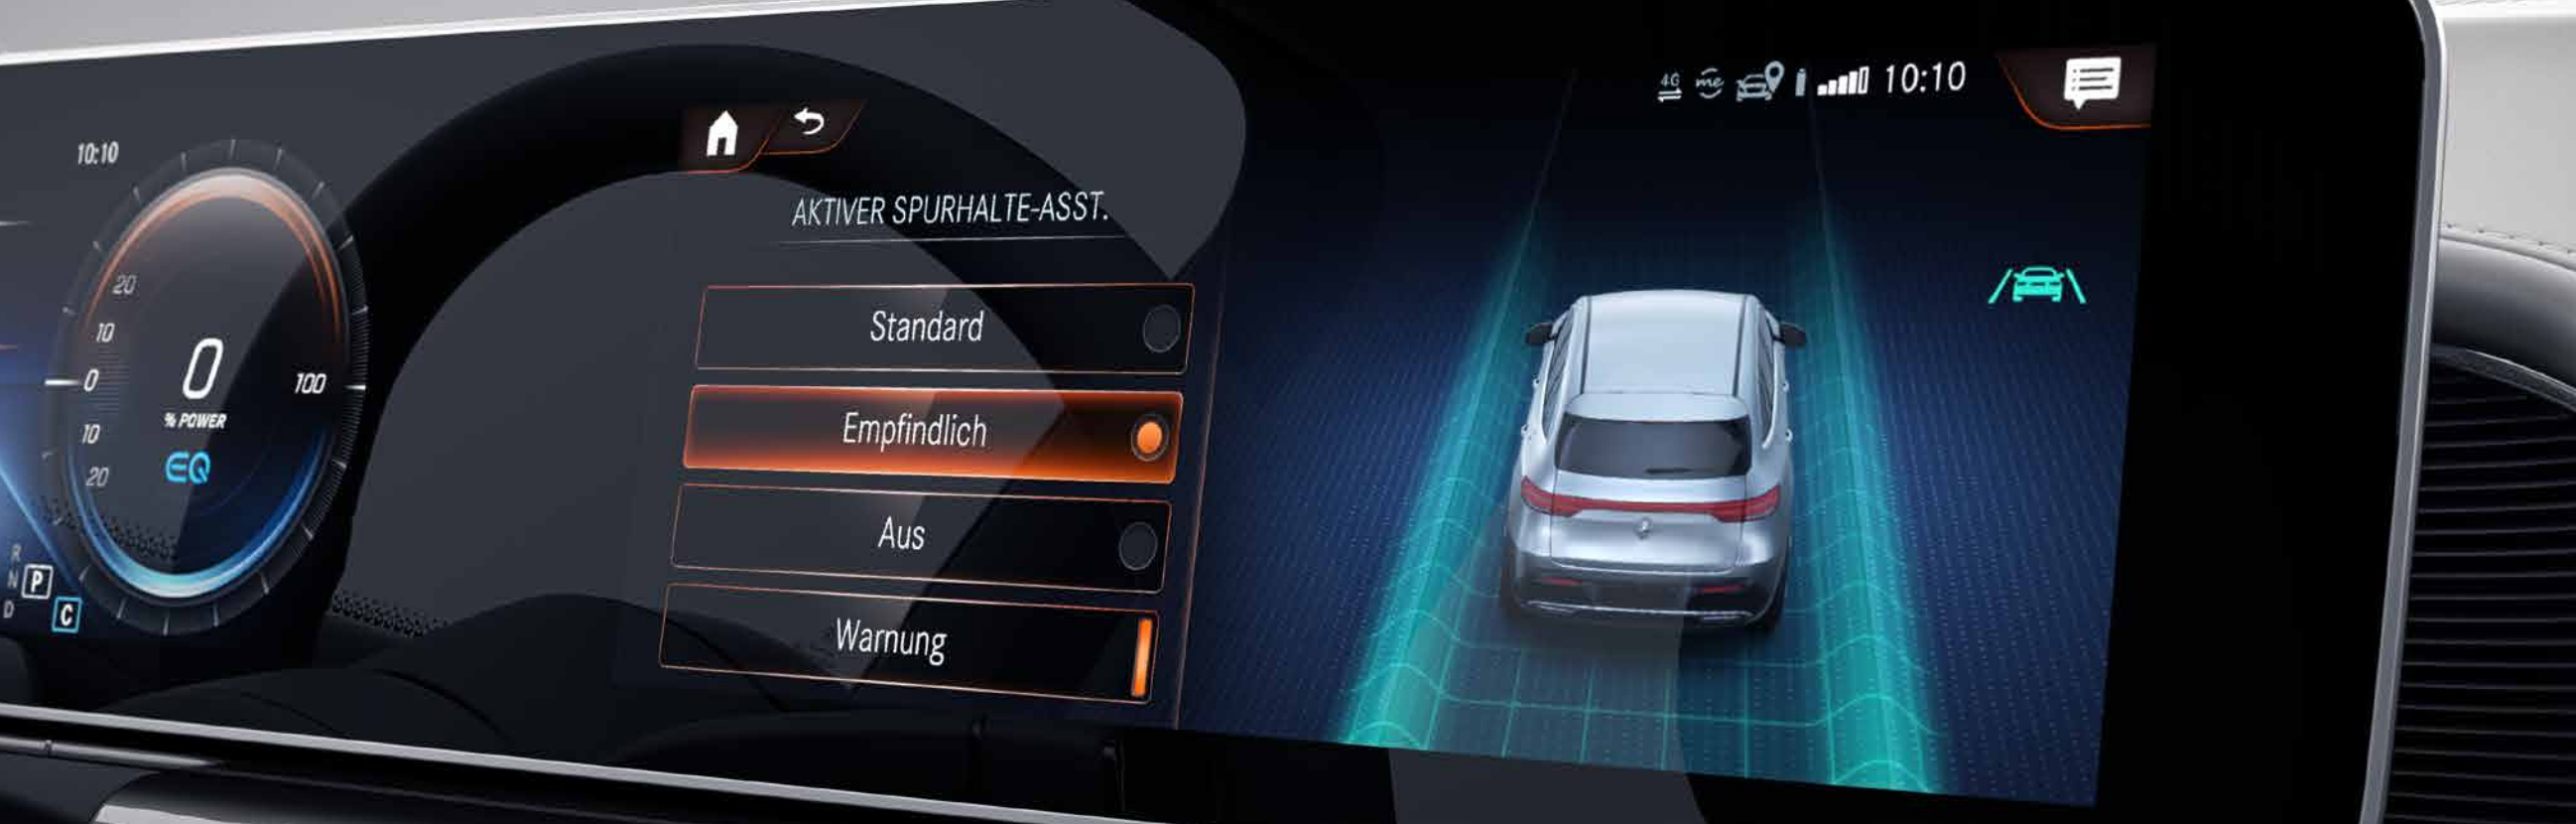 10:10
20
10
0
10
20
0
% POWER
EQ
100
R
N
P
D
C
AKTIVER SPURHALTE-ASST.
Standard
Empfindlich
Aus
Warnung
4G
me
10:10